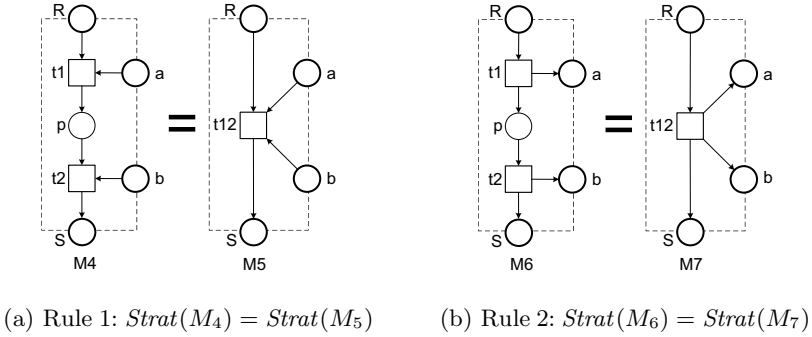 R
t1
a
p
t2
b
S
M4
=
R
a
t12
b
S
M5
R
t1
a
p
t2
b
S
M6
=
R
a
t12
b
S
M7
(a) Rule 1: Strat(M4) = Strat(M5)
(b) Rule 2: Strat(M6) = Strat(M7)